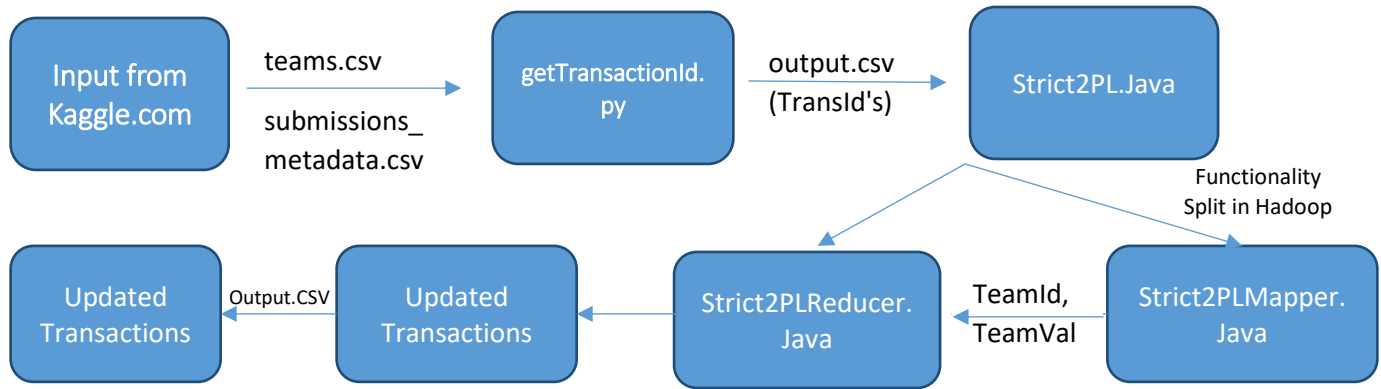 Input from
Kaggle.com
teams.csv
submissions_
metadata.csv
getTransactionId.
py
output.csv
(TransId's)
Strict2PL.Java
Functionality
Split in Hadoop
Updated
Transactions
Output.CSV
Updated
Transactions
Strict2PLReducer.
Java
TeamId,
TeamVal
Strict2PLMapper.
Java